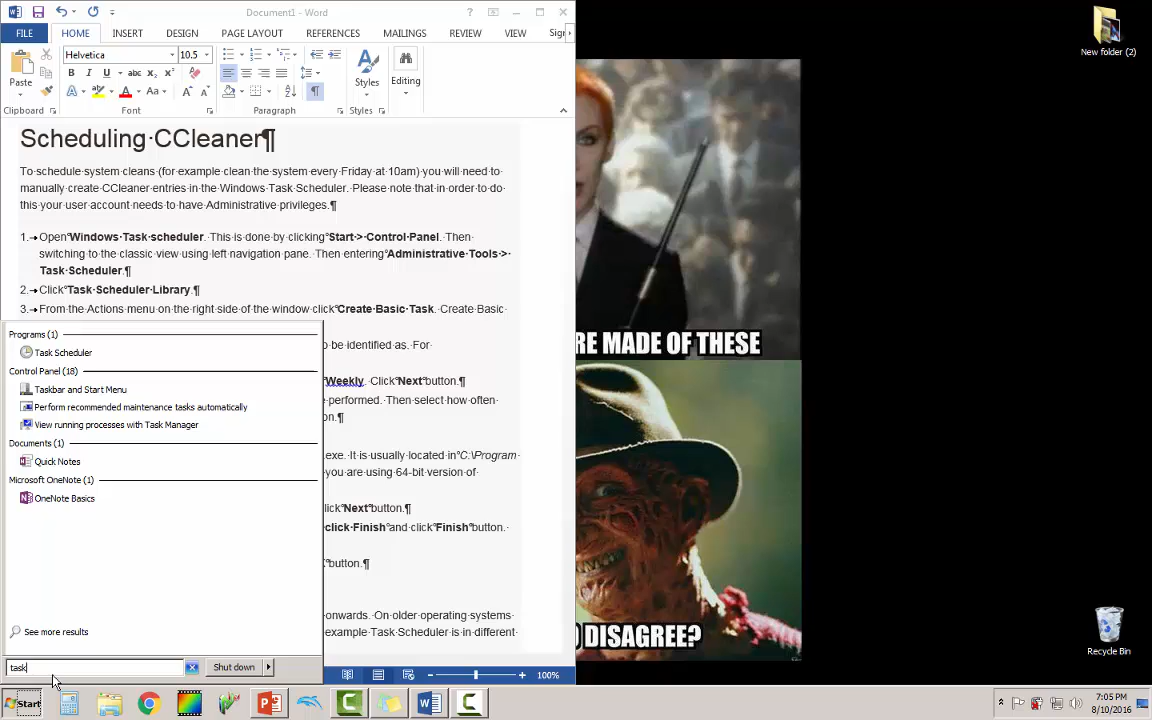 Document1 - Word
?
FILE HOME INSERT DESIGN PAGE LAYOUT REFERENCES MAILINGS REVIEW VIEW Sign
Helvetica 10.5
Paste
B I U abc x₂ x²
A aby A Aa A A
Styles
Editing
Clipboard Font Paragraph Styles
New folder (2)
Scheduling·CCleaner¶
To·schedule·system·cleans·(for·example·clean·the·system·every·Friday·at·10am)·you·will·need·to·
manually·create·CCleaner·entries·in·the·Windows·Task·Scheduler.·Please·note·that·in·order·to·do·
this·your·user·account·needs·to·have·Administrative·privileges.¶
1.→Open°Windows·Task·scheduler.·This·is·done·by·clicking°Start·>·Control·Panel.·Then·
switching·to·the·classic·view·using·left·navigation·pane.·Then·entering°Administrative·Tools·>·
Task·Scheduler.¶
2.→Click°Task·Scheduler·Library.¶
3.→From·the·Actions·menu·on·the·right·side·of·the·window·click°Create·Basic·Task.·Create·Basic·
o·be·identified·as.·For·
°Weekly.·Click°Next°button.¶
performed.·Then·select·how·often·
on.¶
.exe.·It·is·usually·located·in°C:\Program·
you·are·using·64-bit·version·of·
lick°Next°button.¶
click·Finish°and·click°Finish°button.·
°button.¶
onwards.·On·older·operating·systems·
example·Task·Scheduler·is·in·different·
Programs (1)
Task Scheduler
Control Panel (18)
Taskbar and Start Menu
Perform recommended maintenance tasks automatically
View running processes with Task Manager
Documents (1)
Quick Notes
Microsoft OneNote (1)
OneNote Basics
See more results
task
Shut down
100%
RE MADE OF THESE
O DISAGREE?
Recycle Bin
Start
7:05 PM
8/10/2016